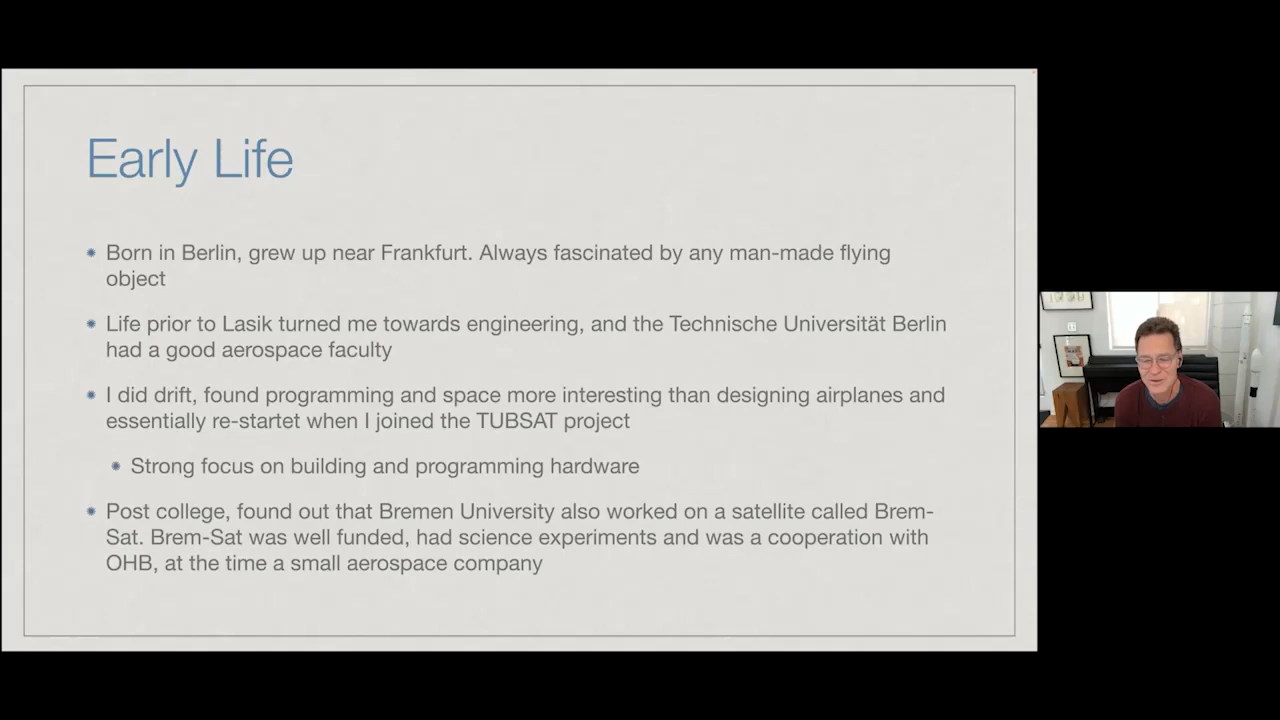 Early Life
Born in Berlin, grew up near Frankfurt. Always fascinated by any man-made flying
object
Life prior to Lasik turned me towards engineering, and the Technische Universität Berlin
had a good aerospace faculty
I did drift, found programming and space more interesting than designing airplanes and
essentially re-startet when I joined the TUBSAT project
Strong focus on building and programming hardware
Post college, found out that Bremen University also worked on a satellite called Brem-
Sat. Brem-Sat was well funded, had science experiments and was a cooperation with
OHB, at the time a small aerospace company